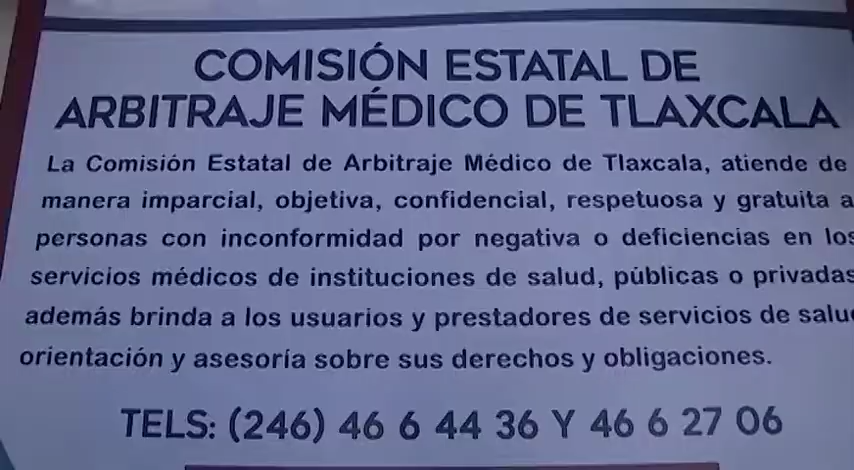 COMISIÓN ESTATAL DE
ARBITRAJE MÉDICO DE TLAXCALA
La Comisión Estatal de Arbitraje Médico de Tlaxcala, atiende de
manera imparcial, objetiva, confidencial, respetuosa y gratuita a
personas con inconformidad por negativa o deficiencias en los
servicios médicos de instituciones de salud, públicas o privadas
además brinda a los usuarios y prestadores de servicios de salu
orientación y asesoría sobre sus derechos y obligaciones.
TELS: (246) 46 6 44 36 Y 46 6 27 06